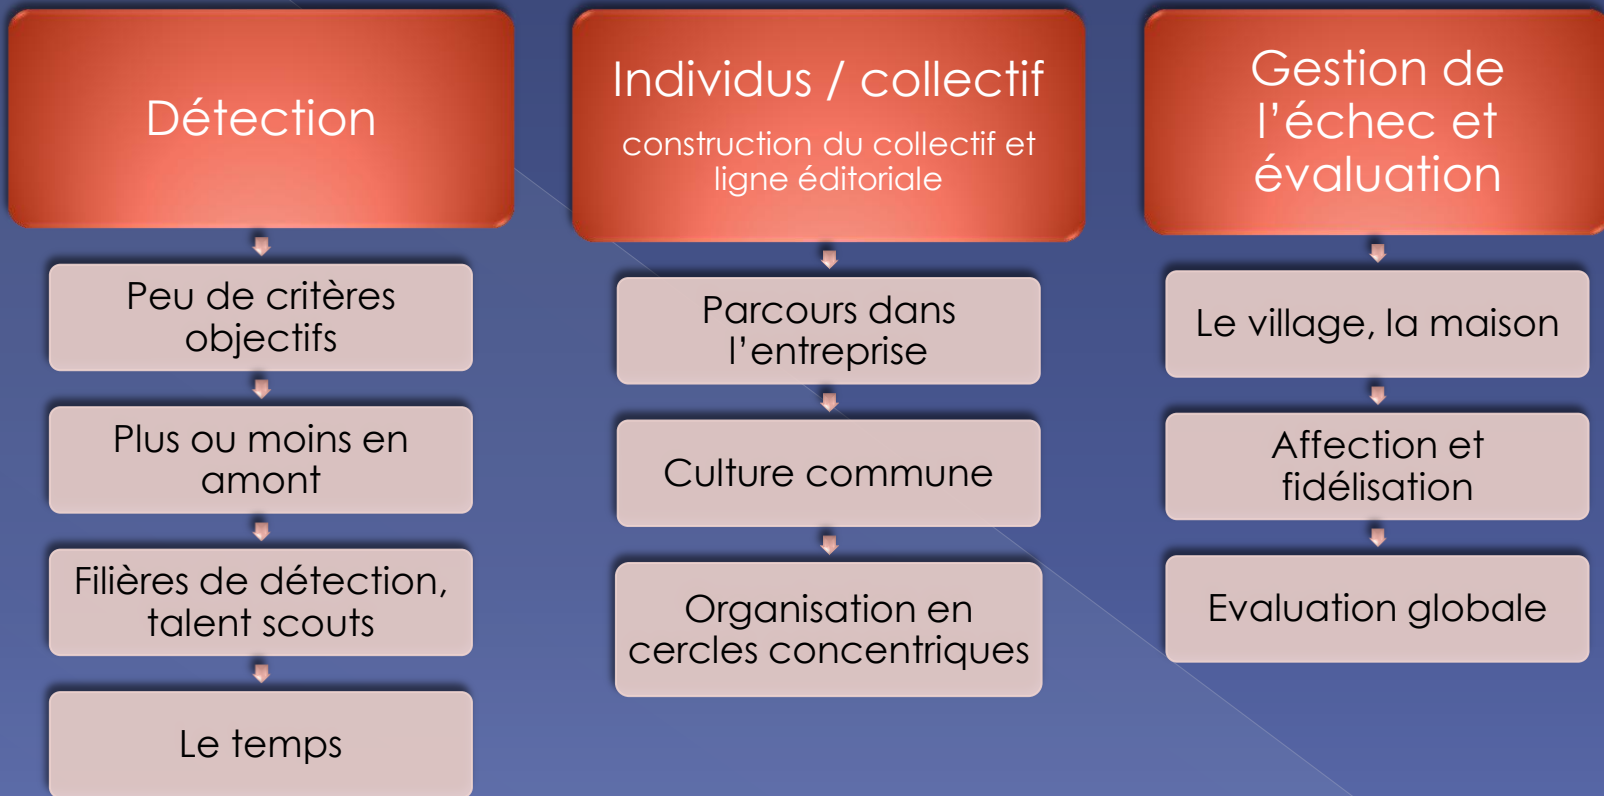 Détection
Peu de critères
objectifs
Plus ou moins en
amont
Filières de détection,
talent scouts
Le temps
Individus / collectif
construction du collectif et
ligne éditoriale
Parcours dans
l’entreprise
Culture commune
Organisation en
cercles concentriques
Gestion de
l’échec et
évaluation
Le village, la maison
Affection et
fidélisation
Evaluation globale